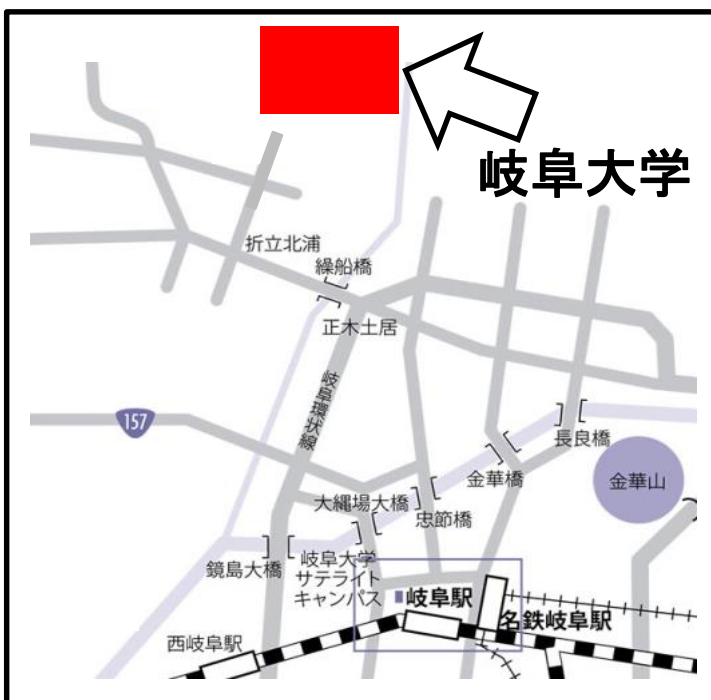 岐阜大学
折立北浦
繰船橋
正木土居
岐阜環状線
157
長良橋
金華橋
金華山
大縄場大橋
忠節橋
鏡島大橋
岐阜大学
サテライト
キャンパス
岐阜駅
名鉄岐阜駅
西岐阜駅